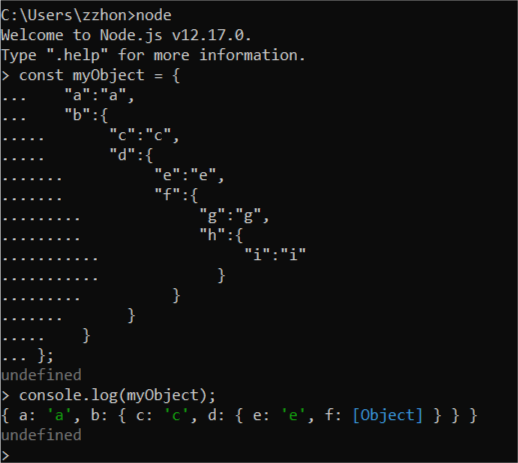 C:\Users\zzhon>node
Welcome to Node.js v12.17.0.
Type ".help" for more information.
> const myObject = {
...    "a":"a",
...    "b":{
.....       "c":"c",
.....       "d":{
.......          "e":"e",
.......          "f":{
.........             "g":"g",
.........             "h":{
...........                "i":"i"
...........             }
.........          }
.......       }
.....    }
... };
undefined
> console.log(myObject);
{ a: 'a', b: { c: 'c', d: { e: 'e', f: [Object] } } }
undefined
>